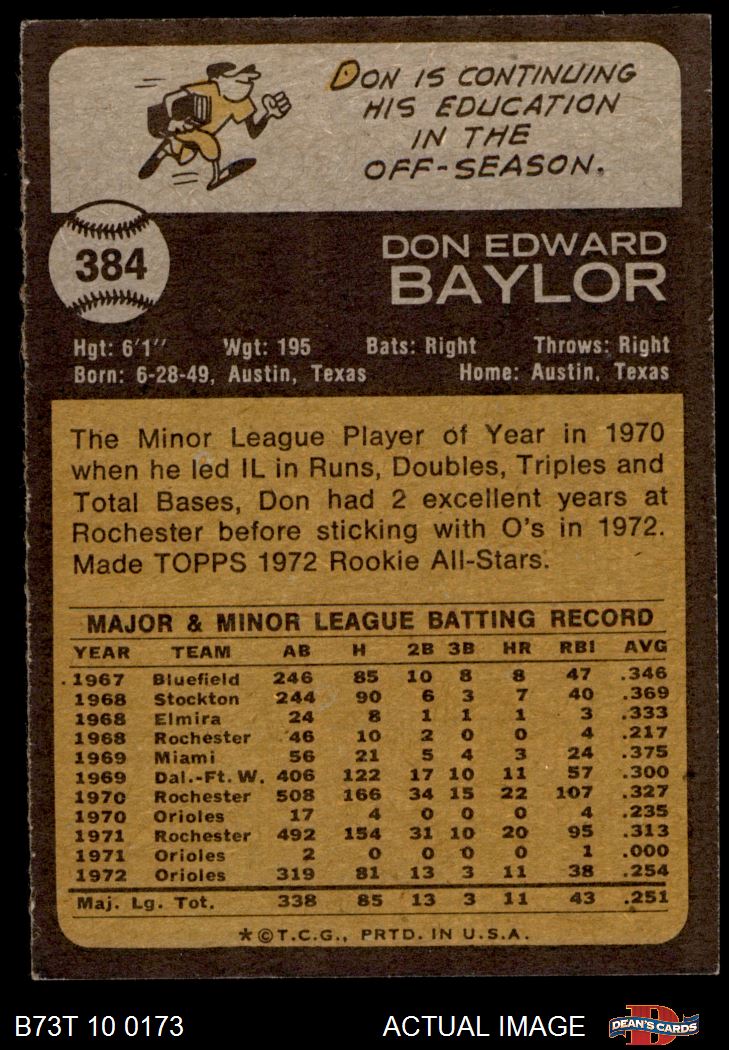 DON IS CONTINUING
HIS EDUCATION
IN THE
OFF-SEASON.
384
DON EDWARD
BAYLOR
Hgt: 6'1" Wgt: 195 Bats: Right Throws: Right
Born: 6-28-49, Austin, Texas Home: Austin, Texas
The Minor League Player of Year in 1970
when he led IL in Runs, Doubles, Triples and
Total Bases, Don had 2 excellent years at
Rochester before sticking with O's in 1972.
Made TOPPS 1972 Rookie All-Stars.
MAJOR & MINOR LEAGUE BATTING RECORD
YEAR TEAM AB H 2B 3B HR RBI AVG
1967 Bluefield 246 85 10 8 8 47 .346
1968 Stockton 244 90 6 3 7 40 .369
1968 Elmira 24 8 1 1 1 3 .333
1968 Rochester 46 10 2 0 0 4 .217
1969 Miami 56 21 5 4 3 24 .375
1969 Dal.-Ft. W. 406 122 17 10 11 57 .300
1970 Rochester 508 166 34 15 22 107 .327
1970 Orioles 17 4 0 0 0 4 .235
1971 Rochester 492 154 31 10 20 95 .313
1971 Orioles 2 0 0 0 0 1 .000
1972 Orioles 319 81 13 3 11 38 .254
Maj. Lg. Tot. 338 85 13 3 11 43 .251
*©T.C.G., PRTD. IN U.S.A.
B73T 10 0173 ACTUAL IMAGE D DEAN'S CARDS